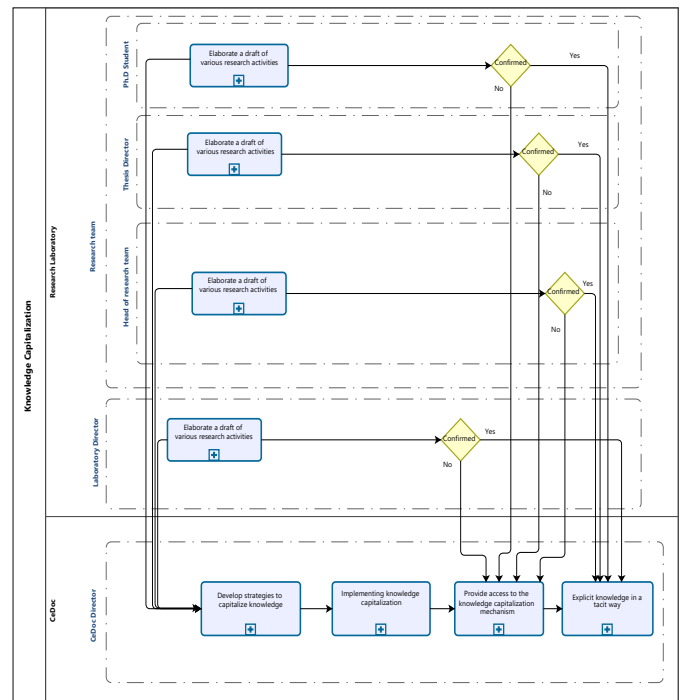 Knowledge Capitalization
Research Laboratory
Research team
Ph.D Student
Elaborate a draft of
various research activities
Confirmed
Yes
No
Thesis Director
Elaborate a draft of
various research activities
Confirmed
Yes
No
Head of research team
Elaborate a draft of
various research activities
Confirmed
Yes
No
Laboratory Director
Elaborate a draft of
various research activities
Confirmed
Yes
No
CeDoc
CeDoc Director
Develop strategies to
capitalize knowledge
Implementing knowledge
capitalization
Provide access to the
knowledge capitalization
mechanism
Explicit knowledge in a
tacit way